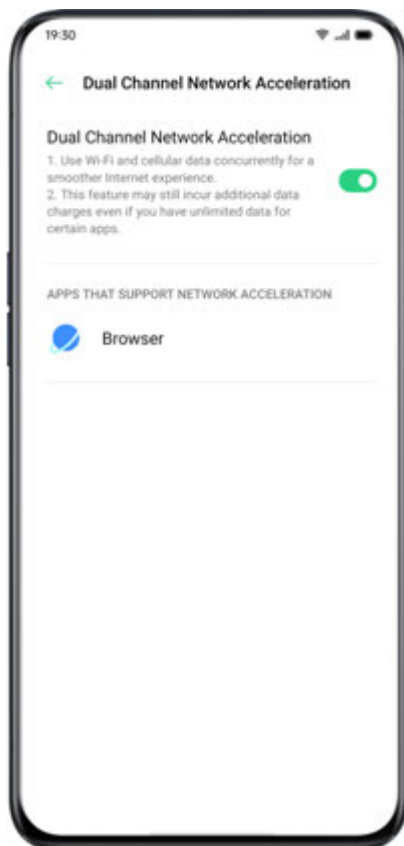 19:30
Dual Channel Network Acceleration
Dual Channel Network Acceleration
1. Use Wi-Fi and cellular data concurrently for a
smoother Internet experience.
2. This feature may still incur additional data
charges even if you have unlimited data for
certain apps.
APPS THAT SUPPORT NETWORK ACCELERATION
Browser